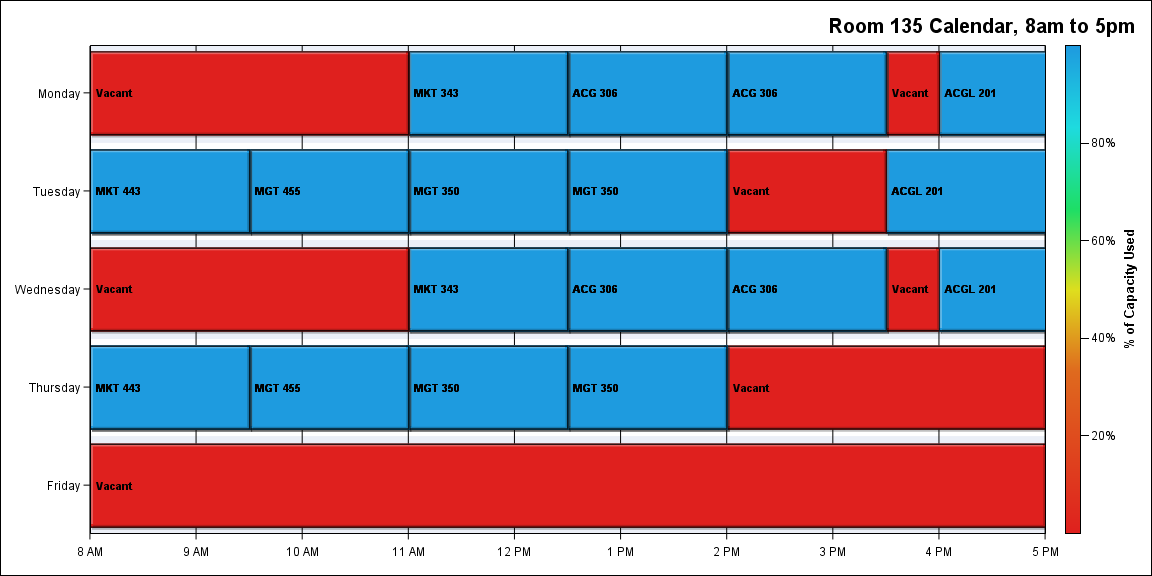 Room 135 Calendar, 8am to 5pm
Monday
Vacant
MKT 343
ACG 306
ACG 306
Vacant
ACGL 201
Tuesday
MKT 443
MGT 455
MGT 350
MGT 350
Vacant
ACGL 201
Wednesday
Vacant
MKT 343
ACG 306
ACG 306
Vacant
ACGL 201
Thursday
MKT 443
MGT 455
MGT 350
MGT 350
Vacant
Friday
Vacant
8 AM
9 AM
10 AM
11 AM
12 PM
1 PM
2 PM
3 PM
4 PM
5 PM
80%
60%
40%
20%
% of Capacity Used